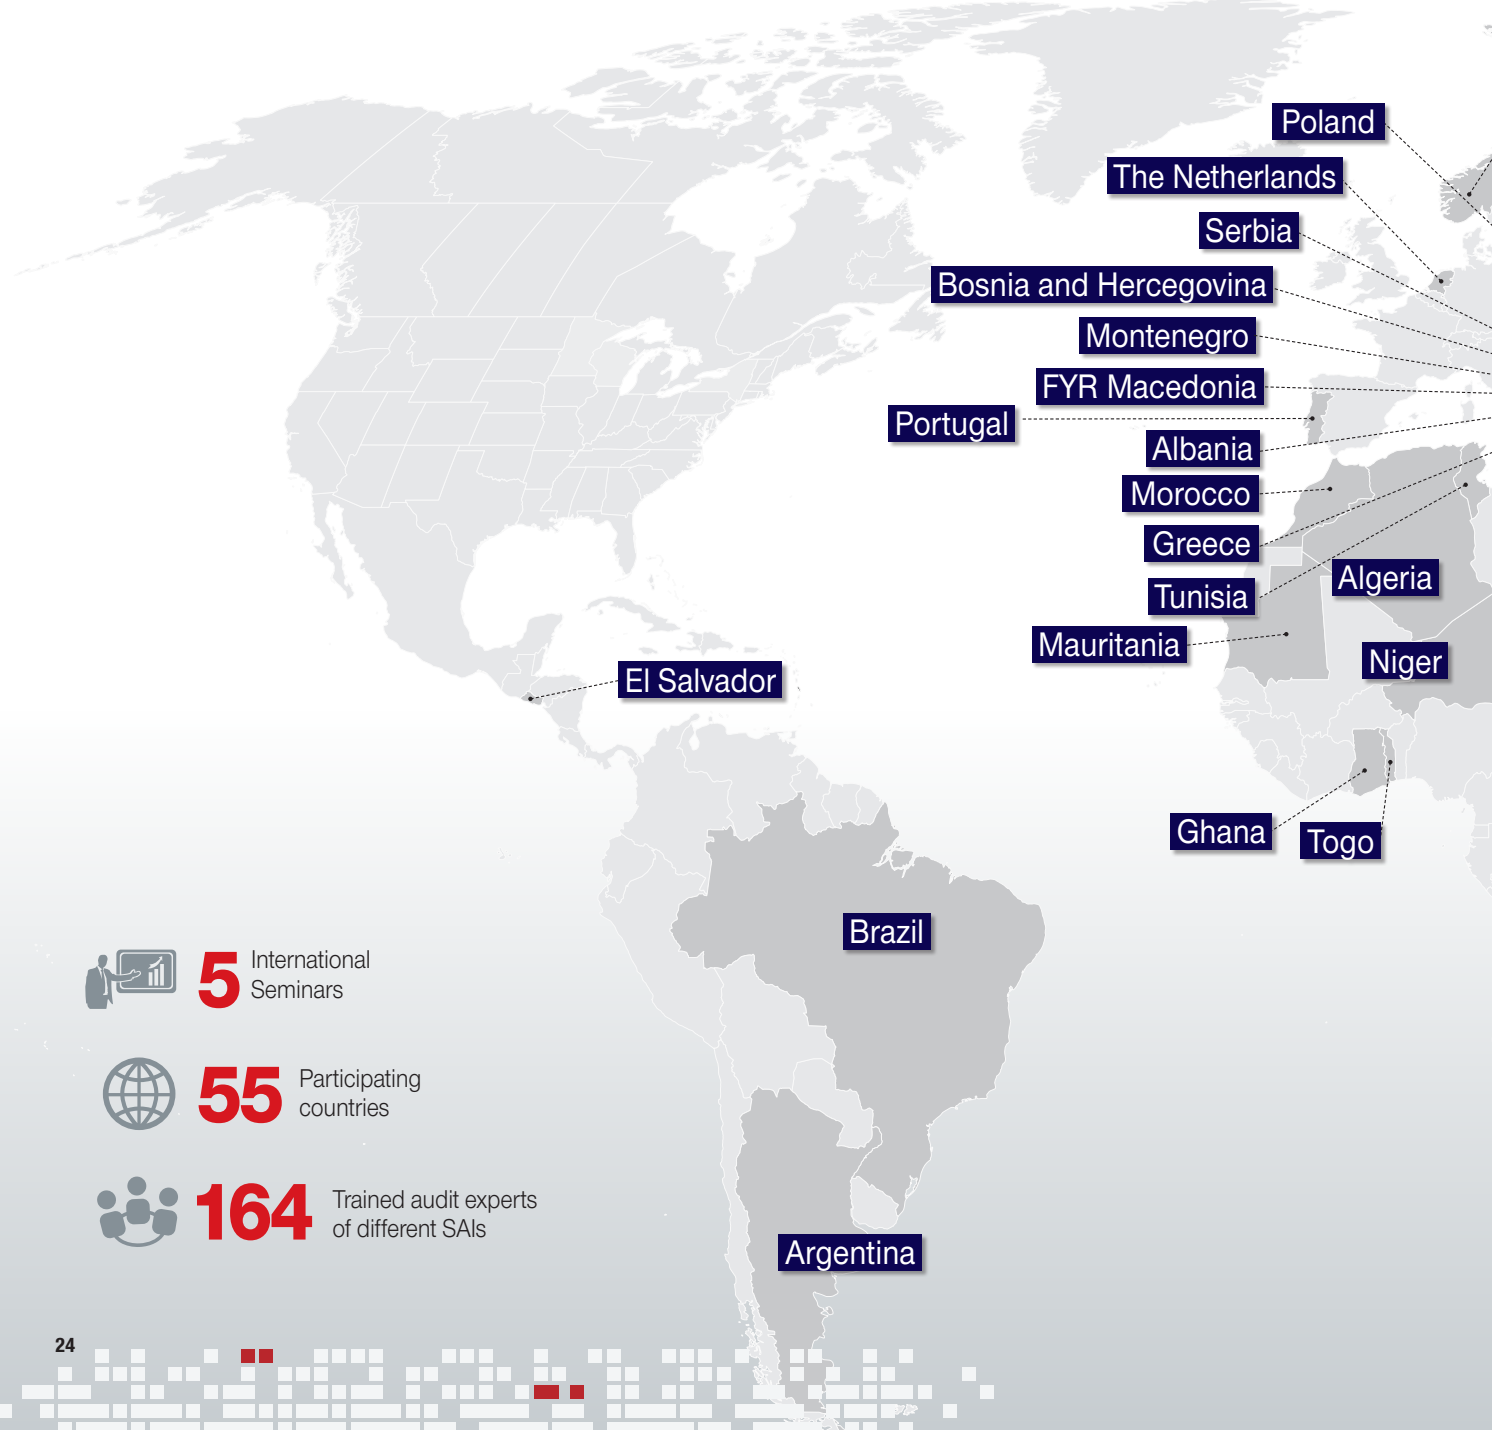 Poland
The Netherlands
Serbia
Bosnia and Hercegovina
Montenegro
FYR Macedonia
Portugal
Albania
Morocco
Greece
Algeria
Tunisia
Mauritania
Niger
El Salvador
Ghana
Togo
Brazil
5 International
Seminars
55 Participating
countries
164 Trained audit experts
of different SAIs
Argentina
24